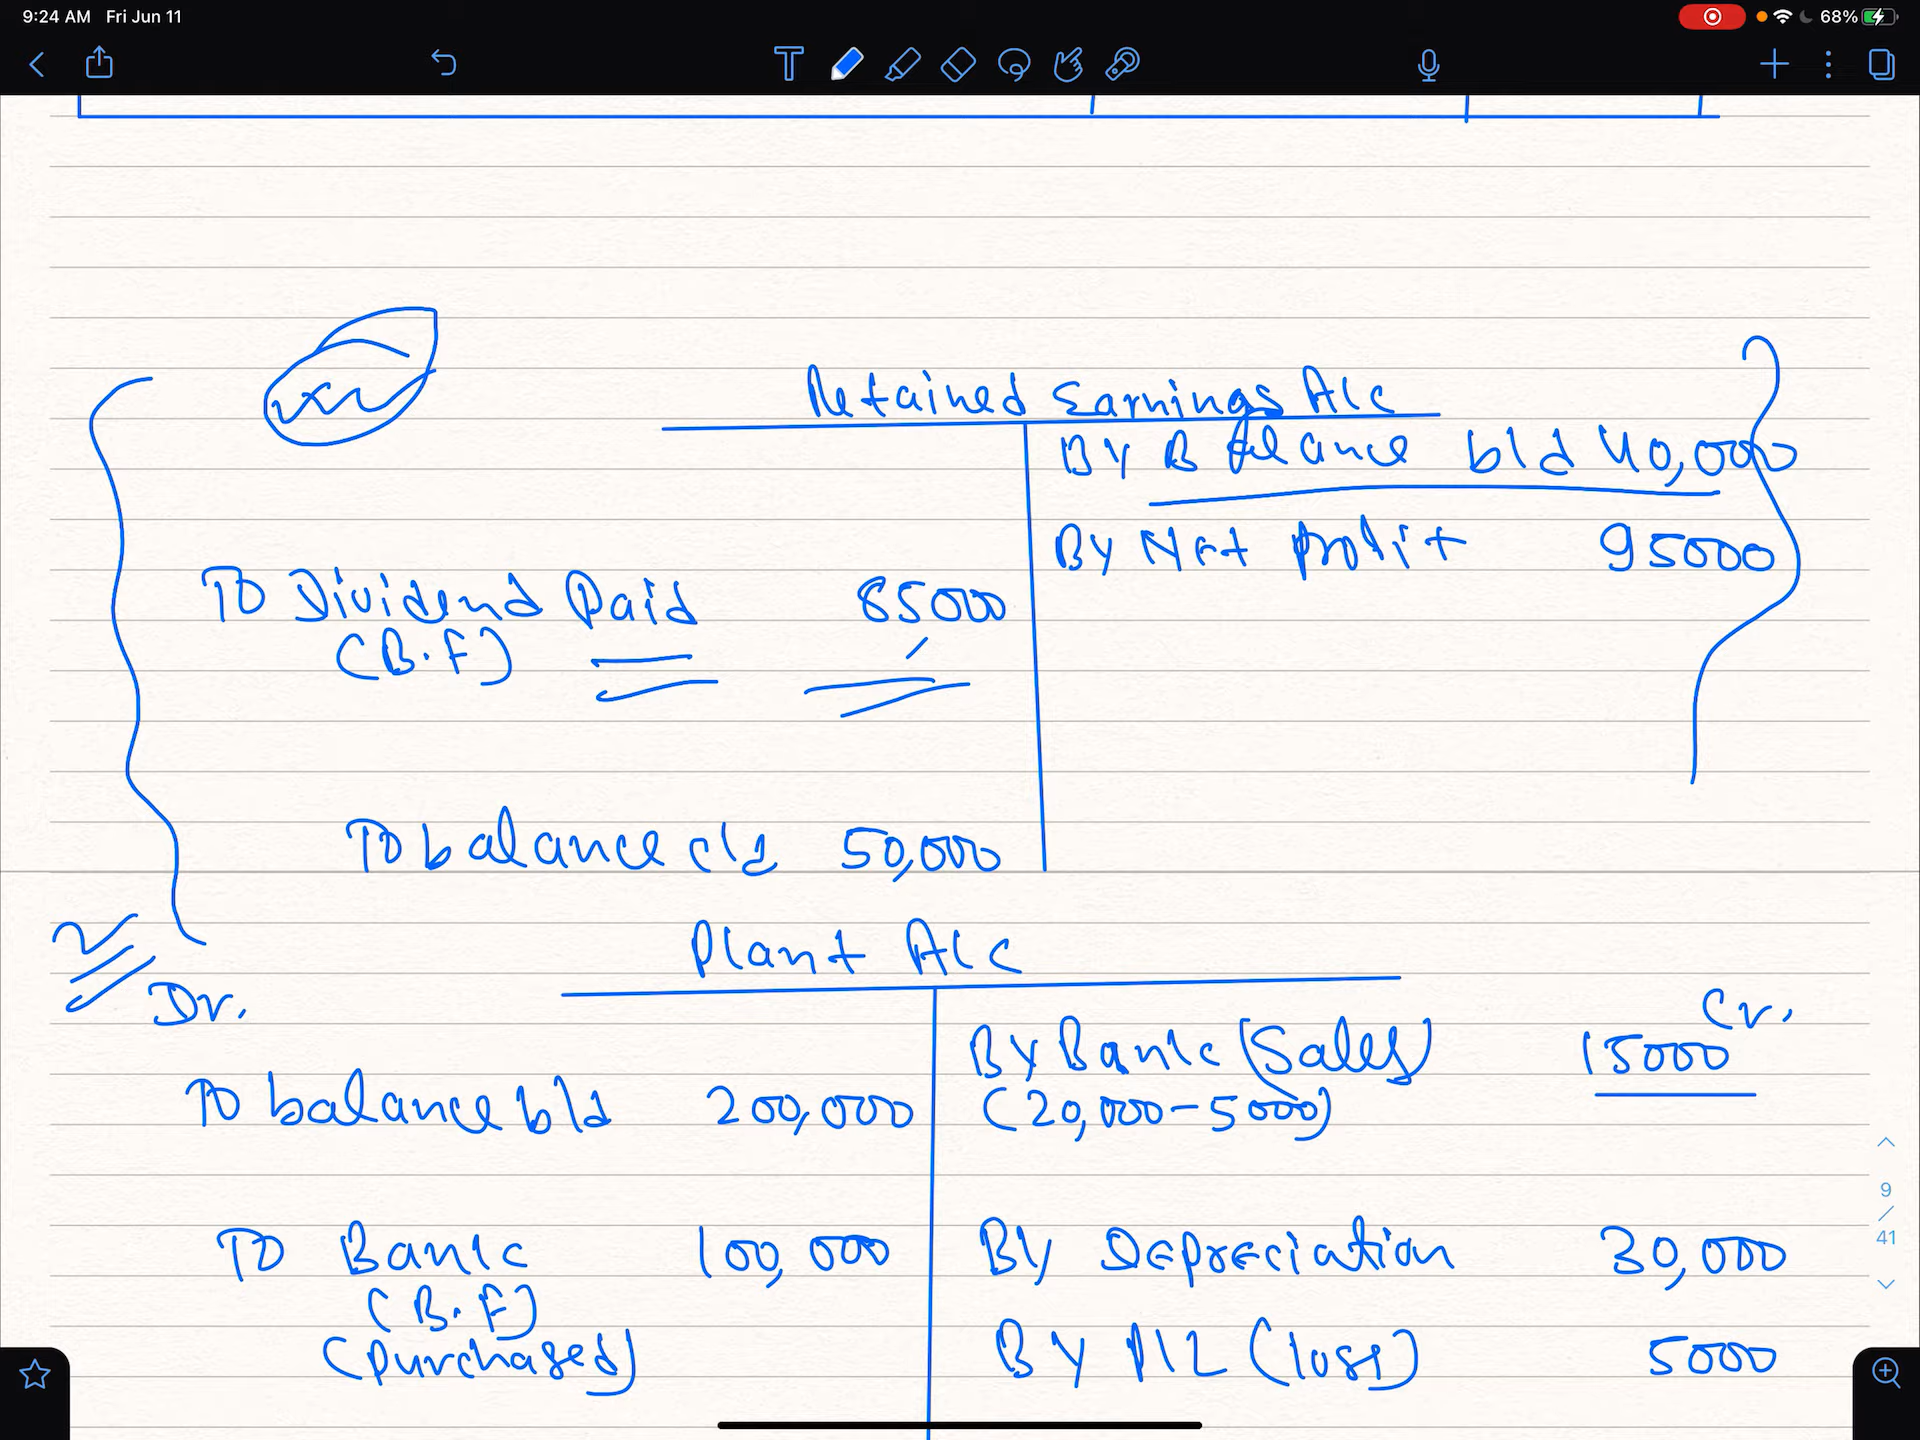 9:24 AM Fri Jun 11
68%
Retained Earnings A/c
By Balance b/d 40,000
By Net profit 95000
To Dividend Paid 85000
(B.F)
To balance c/d 50,000
Plant A/c
Dr.
Cr.
By Bank (Sales) 15000
To balance b/d 200,000 (20,000-5000)
To Bank 100,000 By Depreciation 30,000
(B.F)
(purchased) By P/L (loss) 5000
9
/
41